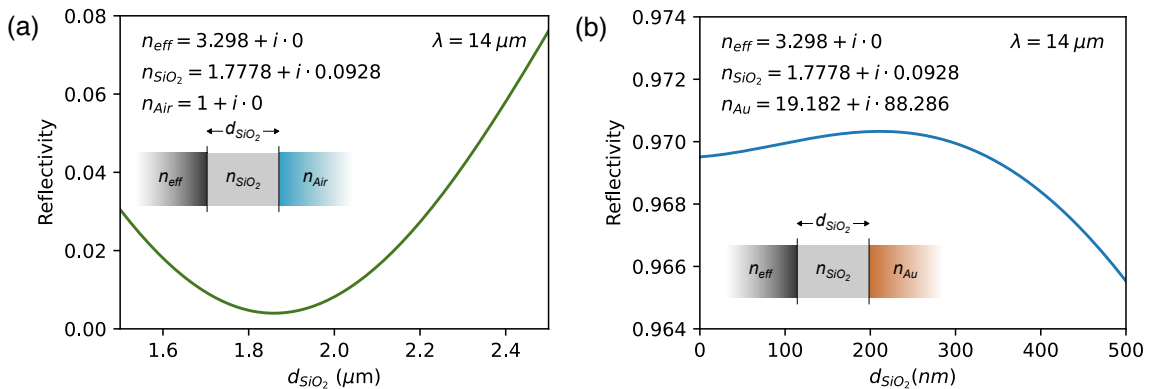 (a)
0.08
0.06
0.04
0.02
0.00
Reflectivity
n_eff = 3.298 + i · 0
λ = 14 μm
n_SiO₂ = 1.7778 + i · 0.0928
n_Air = 1 + i · 0
d_SiO₂
n_eff
n_SiO₂
n_Air
1.6 1.8 2.0 2.2 2.4
d_SiO₂ (μm)
(b)
0.974
0.972
0.970
0.968
0.966
0.964
Reflectivity
n_eff = 3.298 + i · 0
λ = 14 μm
n_SiO₂ = 1.7778 + i · 0.0928
n_Au = 19.182 + i · 88.286
d_SiO₂
n_eff
n_SiO₂
n_Au
0 100 200 300 400 500
d_SiO₂(nm)